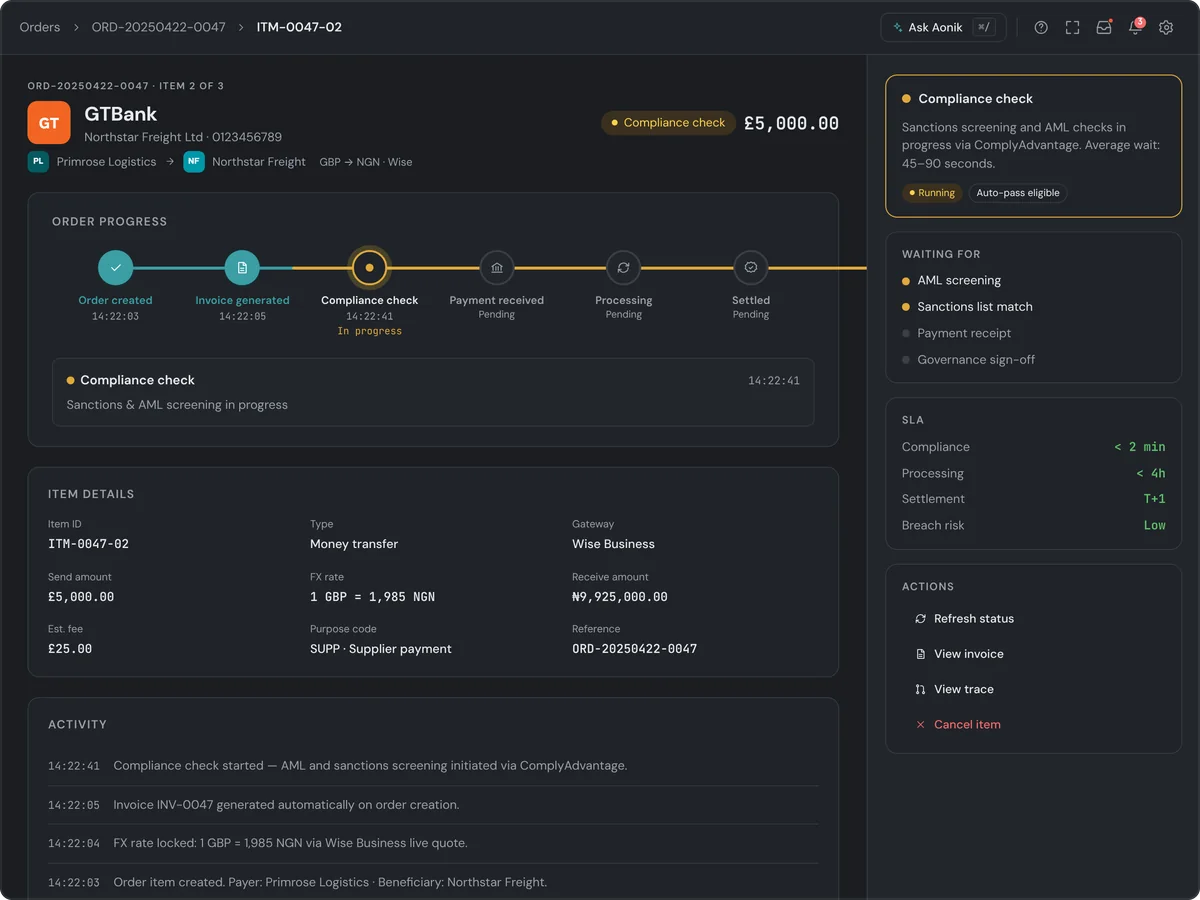 Orders > ORD-20250422-0047 > ITM-0047-02
Ask Aonik ⌘/
3
ORD-20250422-0047 · ITEM 2 OF 3
GT
GTBank
Northstar Freight Ltd · 0123456789
Compliance check £5,000.00
PL Primrose Logistics → NF Northstar Freight GBP → NGN · Wise
ORDER PROGRESS
Order created
14:22:03
Invoice generated
14:22:05
Compliance check
14:22:41
In progress
Payment received
Pending
Processing
Pending
Settled
Pending
Compliance check 14:22:41
Sanctions & AML screening in progress
ITEM DETAILS
Item ID
ITM-0047-02
Type
Money transfer
Gateway
Wise Business
Send amount
£5,000.00
FX rate
1 GBP = 1,985 NGN
Receive amount
₦9,925,000.00
Est. fee
£25.00
Purpose code
SUPP · Supplier payment
Reference
ORD-20250422-0047
ACTIVITY
14:22:41 Compliance check started — AML and sanctions screening initiated via ComplyAdvantage.
14:22:05 Invoice INV-0047 generated automatically on order creation.
14:22:04 FX rate locked: 1 GBP = 1,985 NGN via Wise Business live quote.
14:22:03 Order item created. Payer: Primrose Logistics · Beneficiary: Northstar Freight.
Compliance check
Sanctions screening and AML checks in
progress via ComplyAdvantage. Average wait:
45–90 seconds.
Running Auto-pass eligible
WAITING FOR
AML screening
Sanctions list match
Payment receipt
Governance sign-off
SLA
Compliance < 2 min
Processing < 4h
Settlement T+1
Breach risk Low
ACTIONS
Refresh status
View invoice
View trace
Cancel item